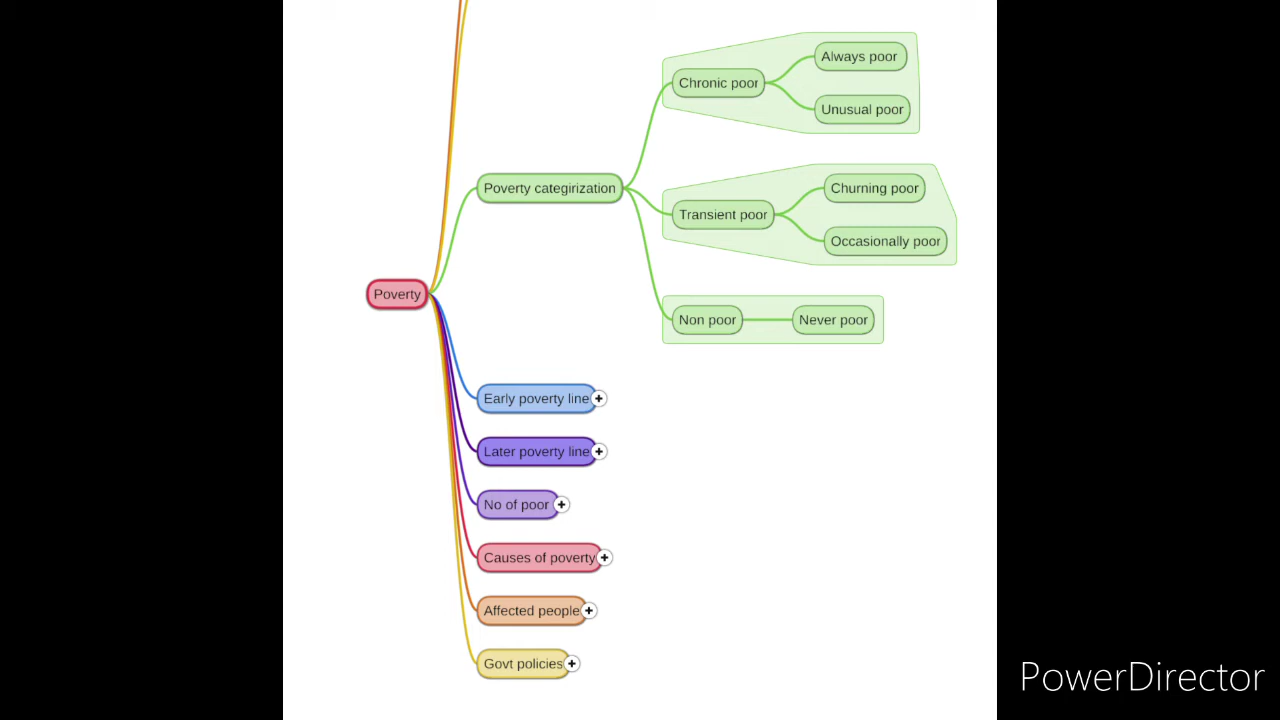 Poverty
Poverty categirization
Chronic poor
Always poor
Unusual poor
Transient poor
Churning poor
Occasionally poor
Non poor
Never poor
Early poverty line
Later poverty line
No of poor
Causes of poverty
Affected people
Govt policies
PowerDirector